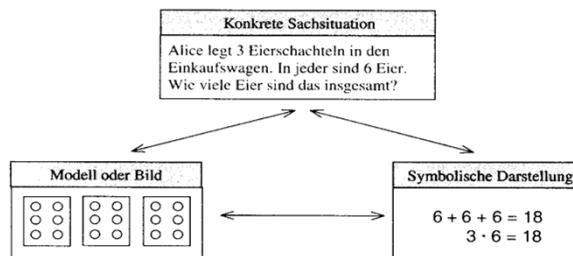 Konkrete Sachsituation
Alice legt 3 Eierschachteln in den
Einkaufswagen. In jeder sind 6 Eier.
Wie viele Eier sind das insgesamt?
Modell oder Bild
Symbolische Darstellung
6 + 6 + 6 = 18
3 · 6 = 18